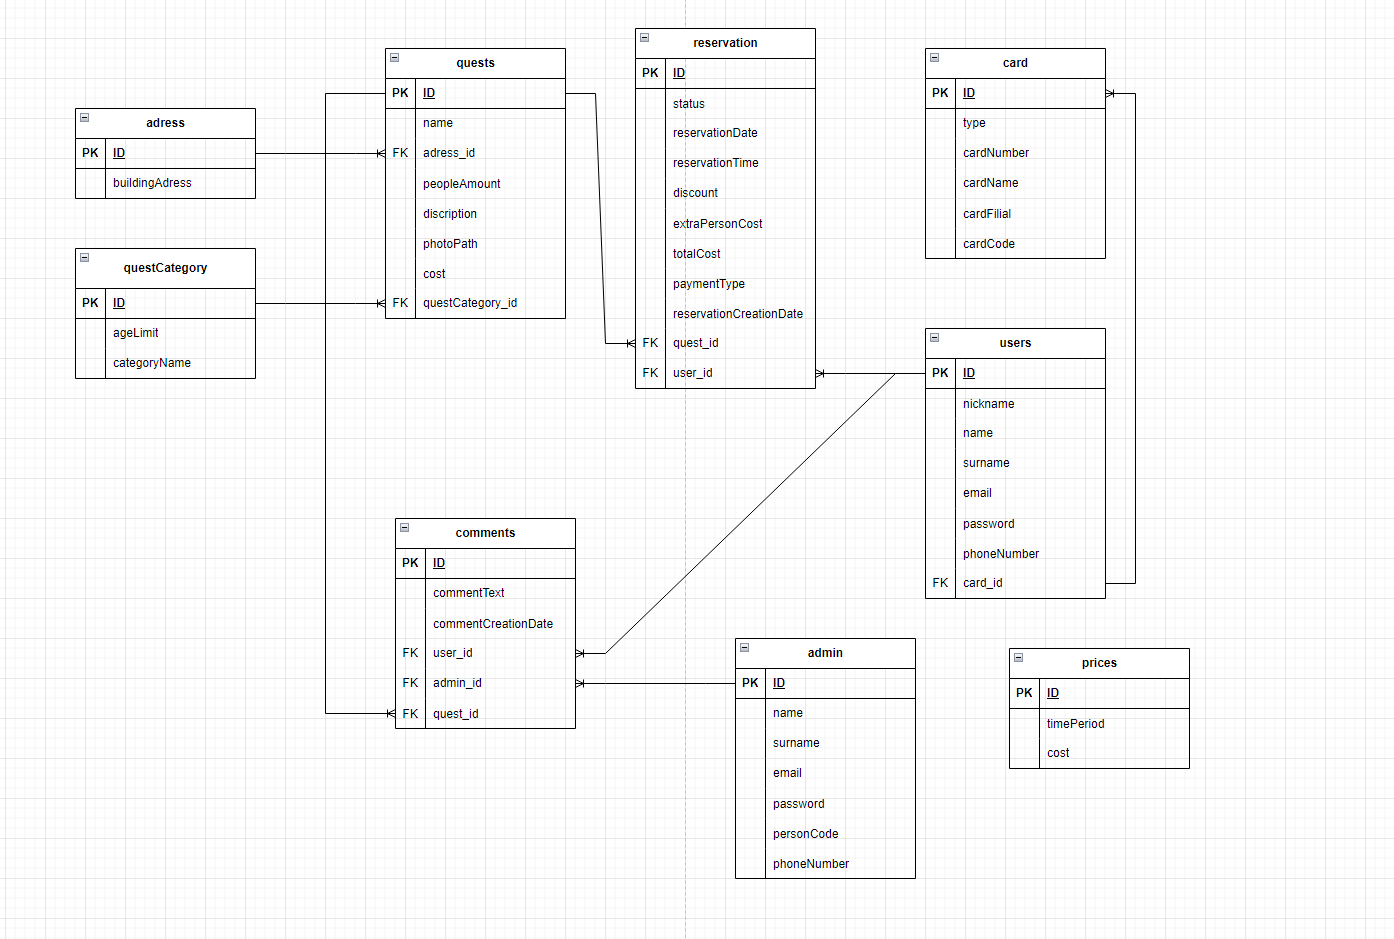 adress
PK ID
buildingAdress
questCategory
PK ID
ageLimit
categoryName
quests
PK ID
name
FK adress_id
peopleAmount
discription
photoPath
cost
FK questCategory_id
reservation
PK ID
status
reservationDate
reservationTime
discount
extraPersonCost
totalCost
paymentType
reservationCreationDate
FK quest_id
FK user_id
card
PK ID
type
cardNumber
cardName
cardFilial
cardCode
users
PK ID
nickname
name
surname
email
password
phoneNumber
FK card_id
comments
PK ID
commentText
commentCreationDate
FK user_id
FK admin_id
FK quest_id
admin
PK ID
name
surname
email
password
personCode
phoneNumber
prices
PK ID
timePeriod
cost